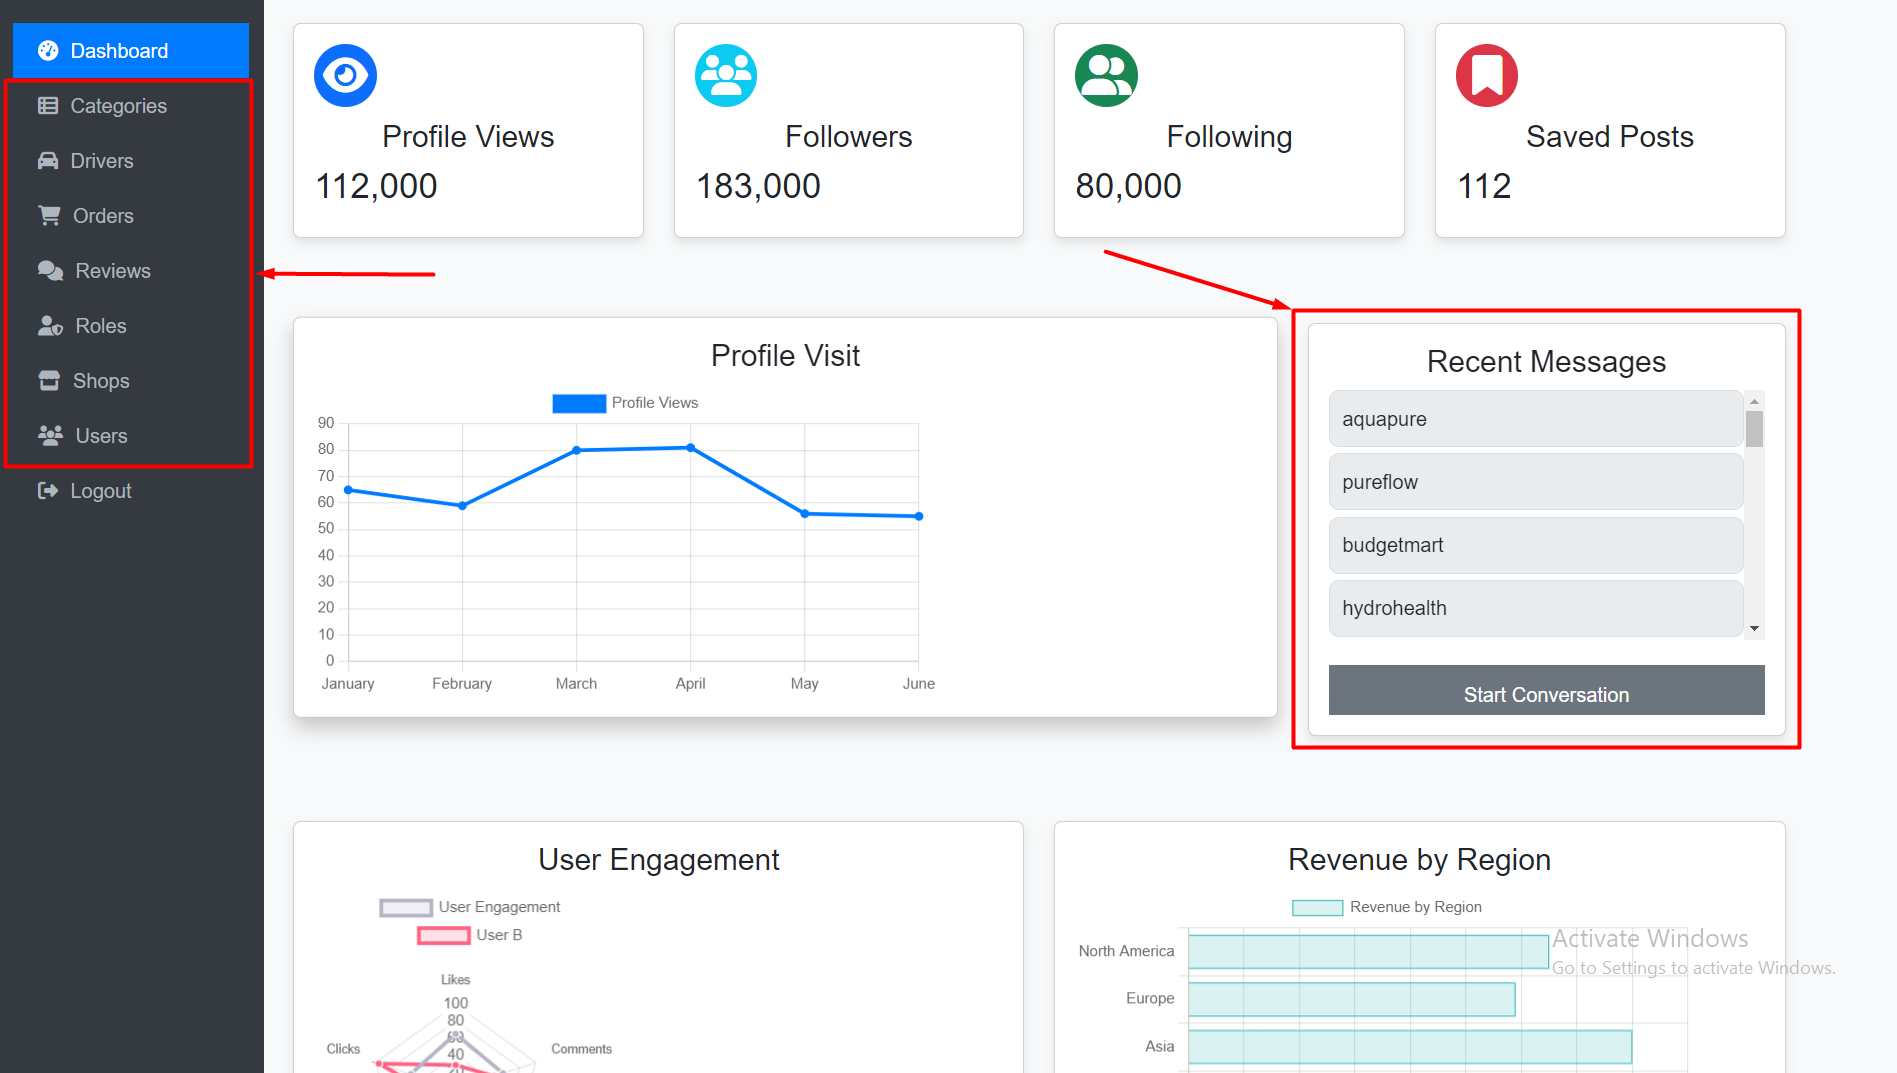 Dashboard
Categories
Drivers
Orders
Reviews
Roles
Shops
Users
Logout
Profile Views
112,000
Followers
183,000
Following
80,000
Saved Posts
112
Profile Visit
Profile Views
90
80
70
60
50
40
30
20
10
0
January February March April May June
Recent Messages
aquapure
pureflow
budgetmart
hydrohealth
Start Conversation
User Engagement
User Engagement
User B
Likes
100
80
60
40
Clicks
Comments
Revenue by Region
Revenue by Region
North America
Europe
Asia
Activate Windows
Go to Settings to activate Windows.